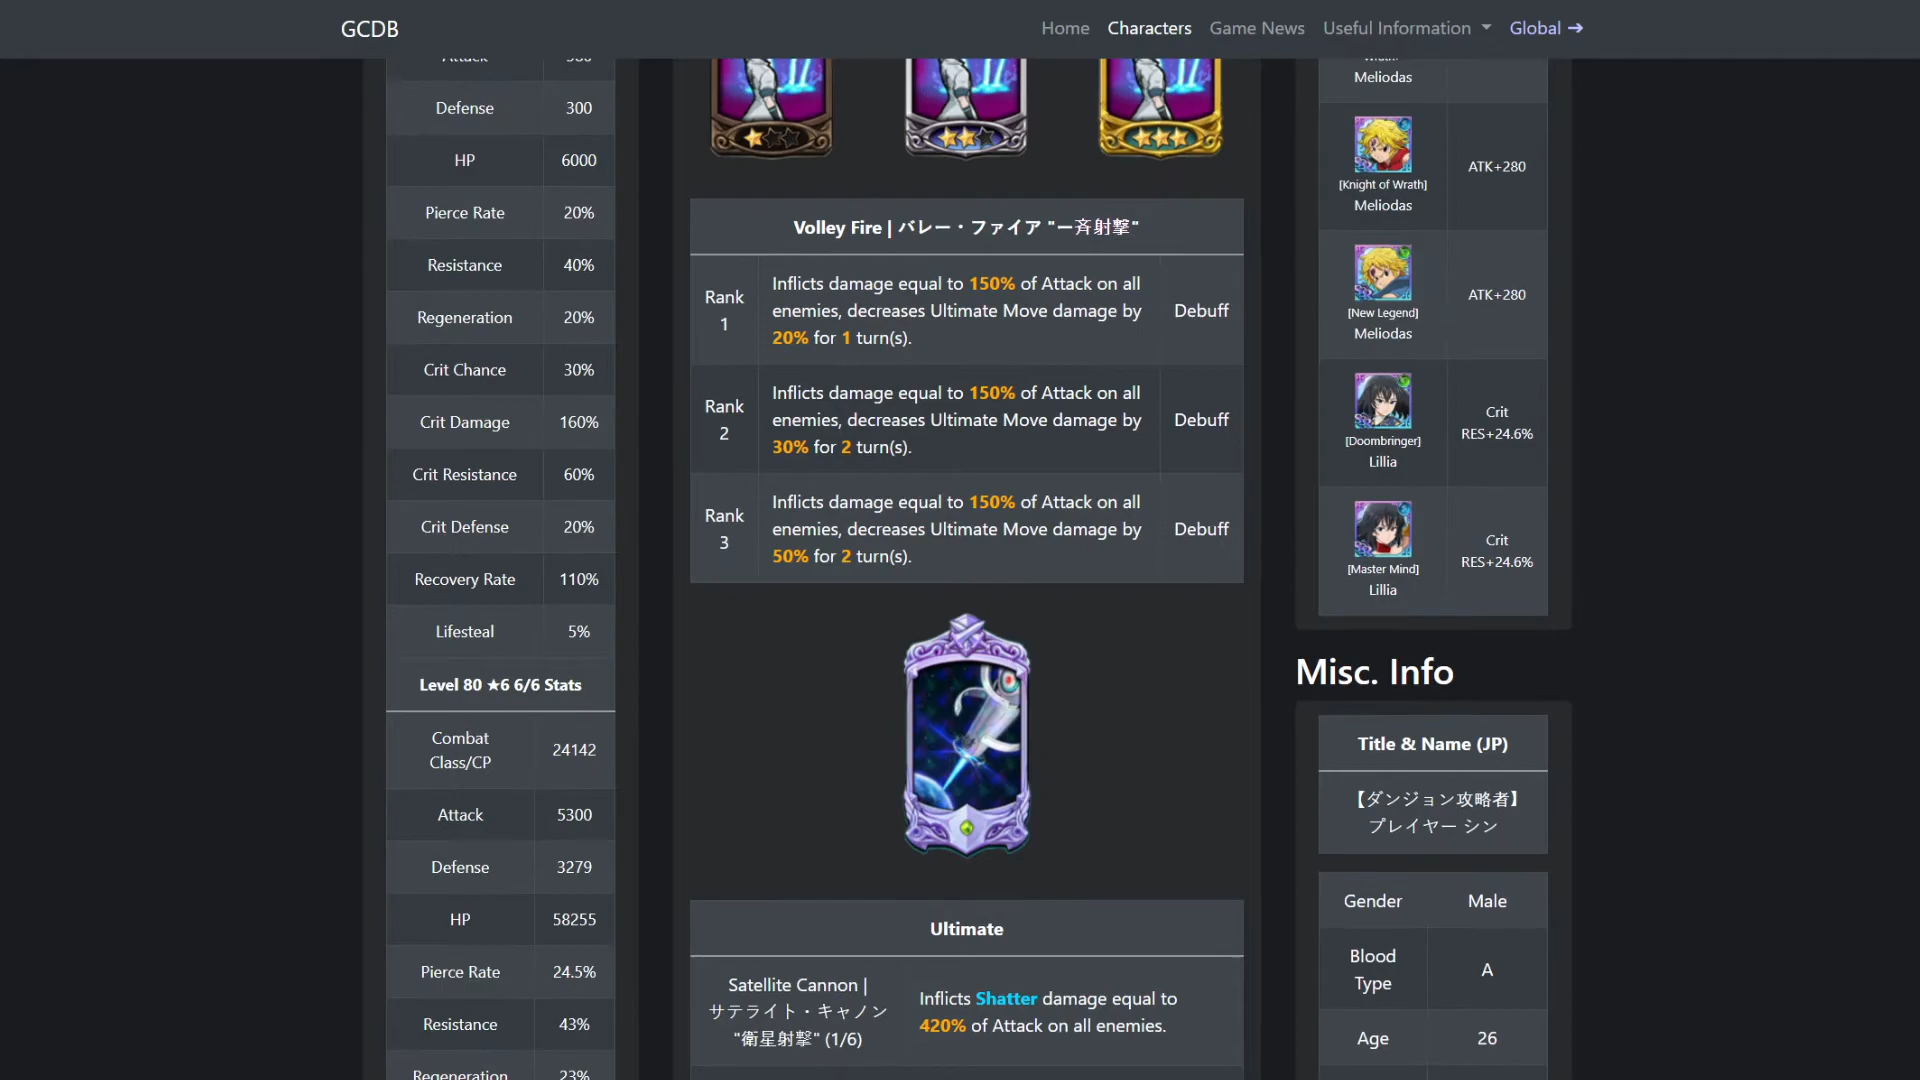 GCDB
Home
Characters
Game News
Useful Information
Global ➔
Defense 300
HP 6000
Pierce Rate 20%
Resistance 40%
Regeneration 20%
Crit Chance 30%
Crit Damage 160%
Crit Resistance 60%
Crit Defense 20%
Recovery Rate 110%
Lifesteal 5%
Level 80 ★6 6/6 Stats
Combat
Class/CP
24142
Attack 5300
Defense 3279
HP 58255
Pierce Rate 24.5%
Resistance 43%
Regeneration 23%
Volley Fire | バレー・ファイア "一斉射撃"
Rank
1
Inflicts damage equal to 150% of Attack on all
enemies, decreases Ultimate Move damage by
20% for 1 turn(s).
Debuff
Rank
2
Inflicts damage equal to 150% of Attack on all
enemies, decreases Ultimate Move damage by
30% for 2 turn(s).
Debuff
Rank
3
Inflicts damage equal to 150% of Attack on all
enemies, decreases Ultimate Move damage by
50% for 2 turn(s).
Debuff
Ultimate
Satellite Cannon |
サテライト・キャノン
"衛星射撃" (1/6)
Inflicts Shatter damage equal to
420% of Attack on all enemies.
Meliodas
[Knight of Wrath]
Meliodas
ATK+280
[New Legend]
Meliodas
ATK+280
[Doombringer]
Lillia
Crit
RES+24.6%
[Master Mind]
Lillia
Crit
RES+24.6%
Misc. Info
Title & Name (JP)
【ダンジョン攻略者】
プレイヤー シン
Gender Male
Blood
Type
A
Age 26